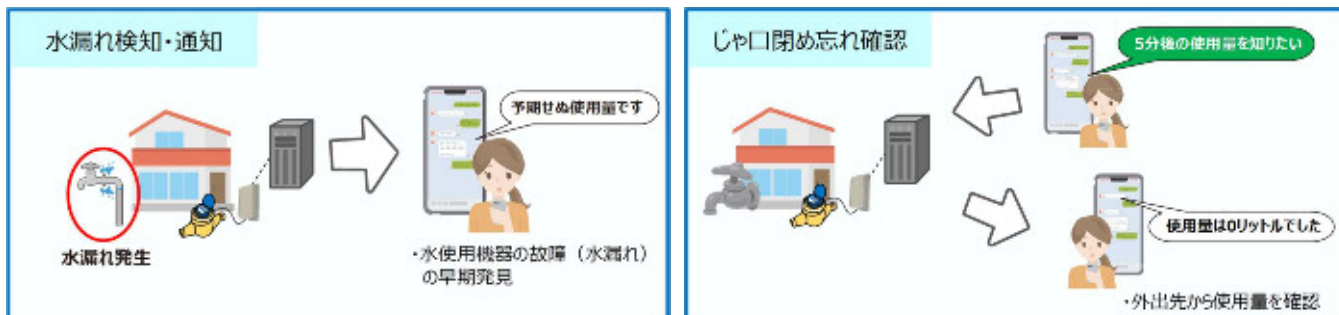 水漏れ検知・通知
予期せぬ使用量です
水漏れ発生
・水使用機器の故障（水漏れ）
の早期発見
じゃ口閉め忘れ確認
5分後の使用量を知りたい
使用量は0リットルでした
・外出先から使用量を確認